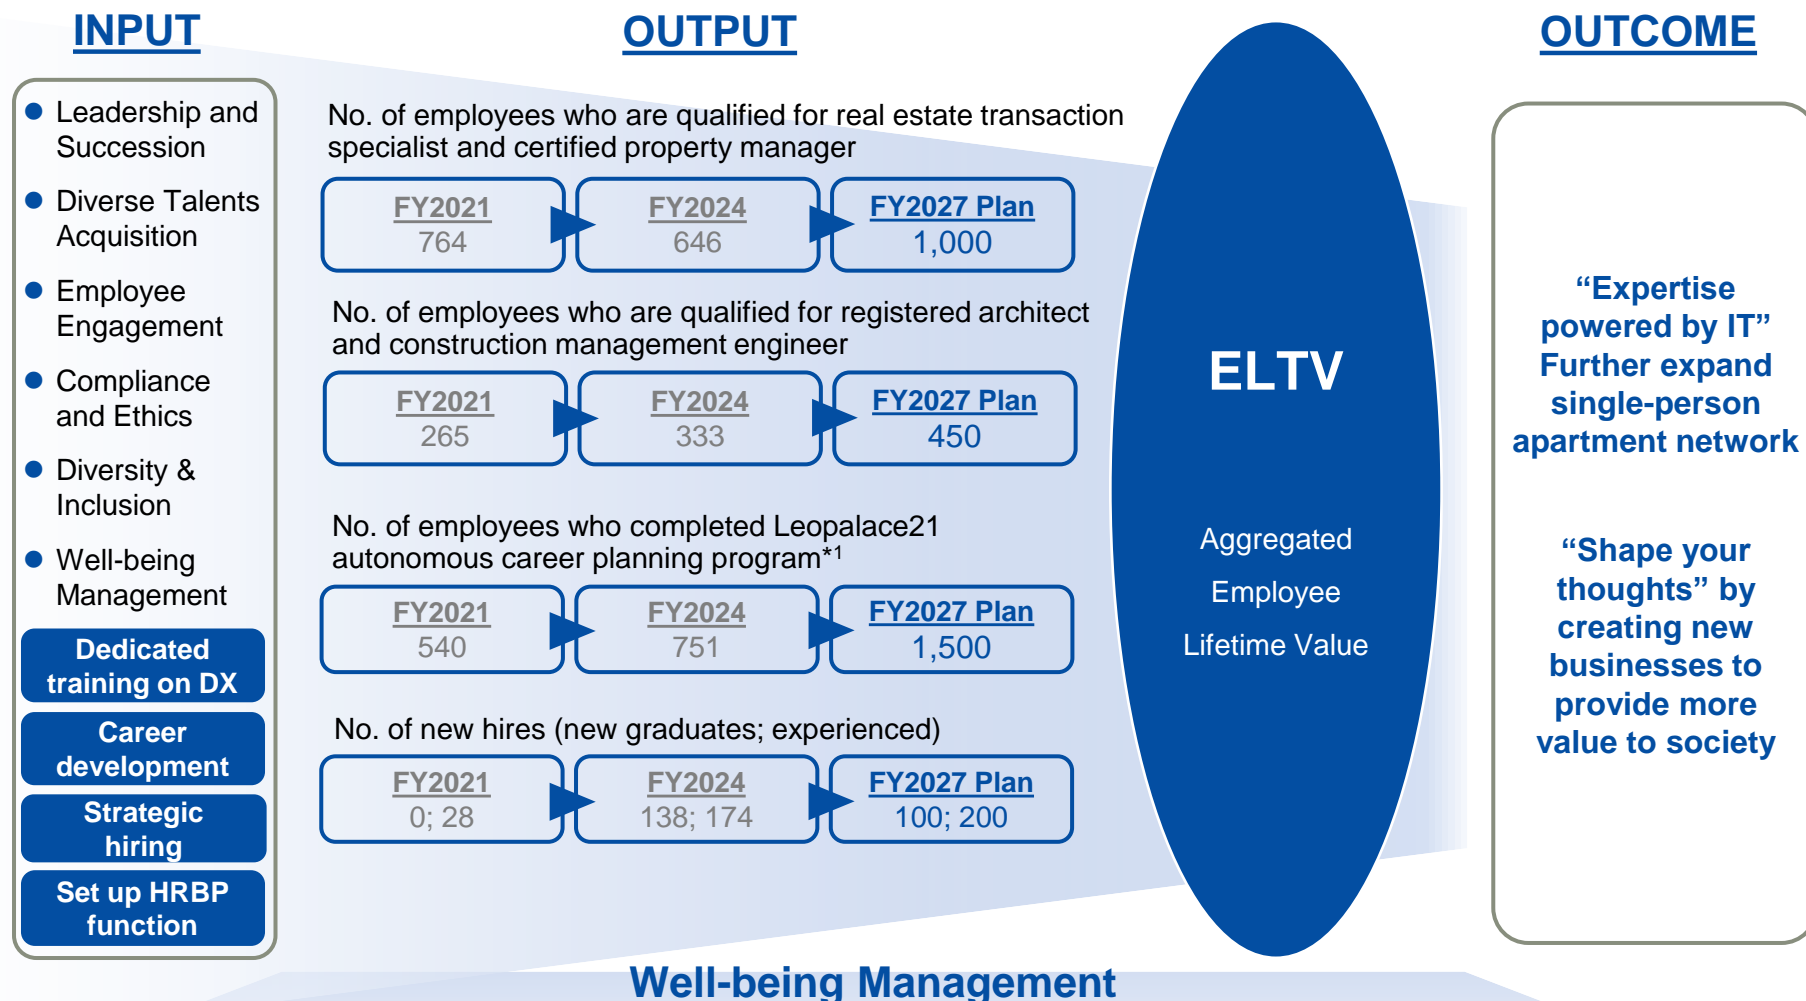 INPUT
Leadership and
Succession
Diverse Talents
Acquisition
Employee
Engagement
Compliance
and Ethics
Diversity &
Inclusion
Well-being
Management
Dedicated
training on DX
Career
development
Strategic
hiring
Set up HRBP
function
OUTPUT
No. of employees who are qualified for real estate transaction
specialist and certified property manager
FY2021
764
FY2024
646
FY2027 Plan
1,000
No. of employees who are qualified for registered architect
and construction management engineer
FY2021
265
FY2024
333
FY2027 Plan
450
No. of employees who completed Leopalace21
autonomous career planning program*1
FY2021
540
FY2024
751
FY2027 Plan
1,500
No. of new hires (new graduates; experienced)
FY2021
0; 28
FY2024
138; 174
FY2027 Plan
100; 200
ELTV
Aggregated
Employee
Lifetime Value
OUTCOME
“Expertise
powered by IT”
Further expand
single-person
apartment network
“Shape your
thoughts” by
creating new
businesses to
provide more
value to society
Well-being Management